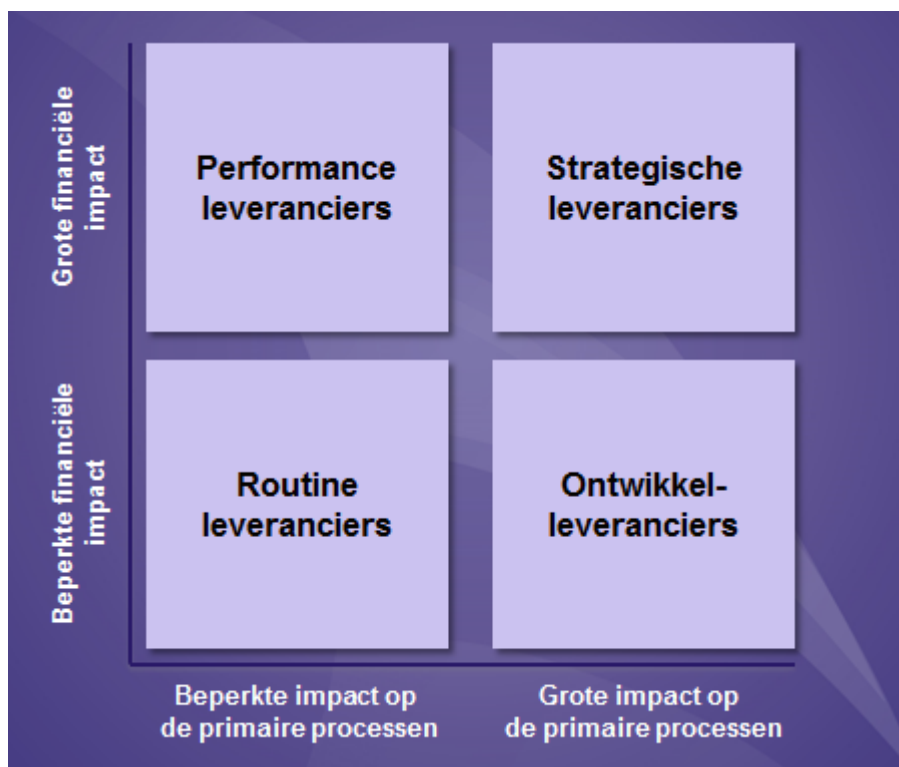 Grote financiële
impact
Performance
leveranciers
Strategische
leveranciers
Beperkte financiële
impact
Routine
leveranciers
Ontwikkel-
leveranciers
Beperkte impact op
de primaire processen
Grote impact op
de primaire processen